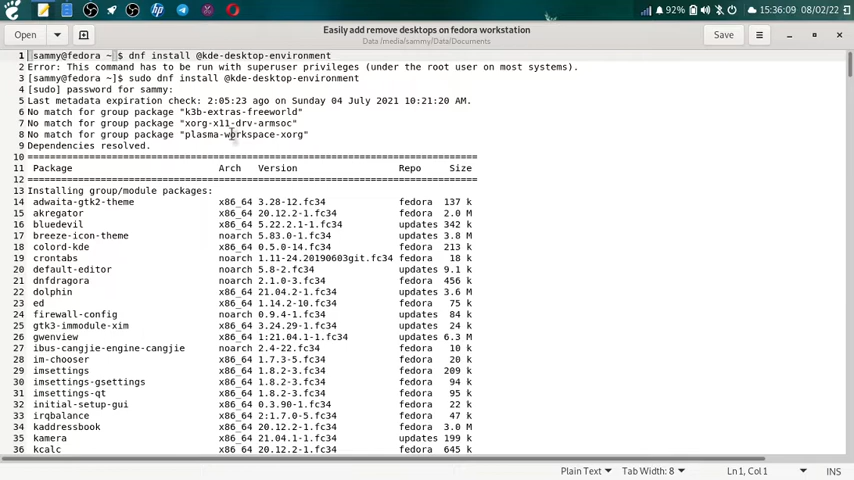 92% 15:36:09 08/02/22
Open Easily add remove desktops on fedora workstation Save
Data /media/sammy/Data/Documents
1 [sammy@fedora ~]$ dnf install @kde-desktop-environment
2 Error: This command has to be run with superuser privileges (under the root user on most systems).
3 [sammy@fedora ~]$ sudo dnf install @kde-desktop-environment
4 [sudo] password for sammy:
5 Last metadata expiration check: 2:05:23 ago on Sunday 04 July 2021 10:21:20 AM.
6 No match for group package "k3b-extras-freeworld"
7 No match for group package "xorg-x11-drv-armsoc"
8 No match for group package "plasma-workspace-xorg"
9 Dependencies resolved.
10 ================================================================================
11 Package Arch Version Repo Size
12 ================================================================================
13 Installing group/module packages:
14 adwaita-gtk2-theme x86_64 3.28-12.fc34 fedora 137 k
15 akregator x86_64 20.12.2-1.fc34 fedora 2.0 M
16 bluedevil x86_64 5.22.2.1-1.fc34 updates 342 k
17 breeze-icon-theme noarch 5.83.0-1.fc34 updates 3.8 M
18 colord-kde x86_64 0.5.0-14.fc34 fedora 213 k
19 crontabs noarch 1.11-24.20190603git.fc34 fedora 18 k
20 default-editor noarch 5.8-2.fc34 updates 9.1 k
21 dnfdragora noarch 2.1.0-3.fc34 fedora 456 k
22 dolphin x86_64 21.04.2-1.fc34 updates 3.6 M
23 ed x86_64 1.14.2-10.fc34 fedora 75 k
24 firewall-config noarch 0.9.4-1.fc34 updates 84 k
25 gtk3-immodule-xim x86_64 3.24.29-1.fc34 updates 24 k
26 gwenview x86_64 1:21.04.1-1.fc34 updates 6.3 M
27 ibus-cangjie-engine-cangjie noarch 2.4-22.fc34 fedora 10 k
28 im-chooser x86_64 1.7.3-5.fc34 fedora 20 k
29 imsettings x86_64 1.8.2-3.fc34 fedora 209 k
30 imsettings-gsettings x86_64 1.8.2-3.fc34 fedora 94 k
31 imsettings-qt x86_64 1.8.2-3.fc34 fedora 95 k
32 initial-setup-gui x86_64 0.3.90-1.fc34 fedora 22 k
33 irqbalance x86_64 2:1.7.0-5.fc34 fedora 47 k
34 kaddressbook x86_64 20.12.2-1.fc34 fedora 3.0 M
35 kamera x86_64 21.04.1-1.fc34 updates 199 k
36 kcalc x86_64 20.12.2-1.fc34 fedora 645 k
Plain Text Tab Width: 8 Ln 1, Col 1 INS